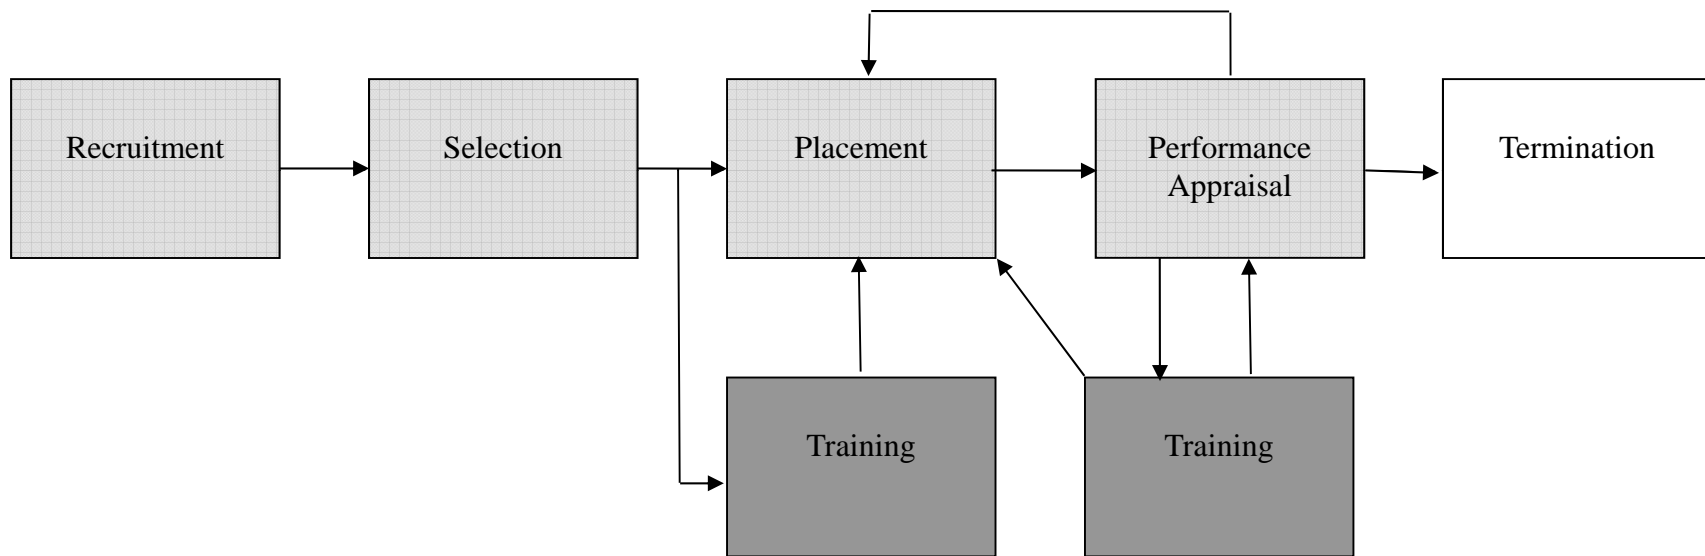 Recruitment
Selection
Placement
Performance
Appraisal
Termination
Training
Training